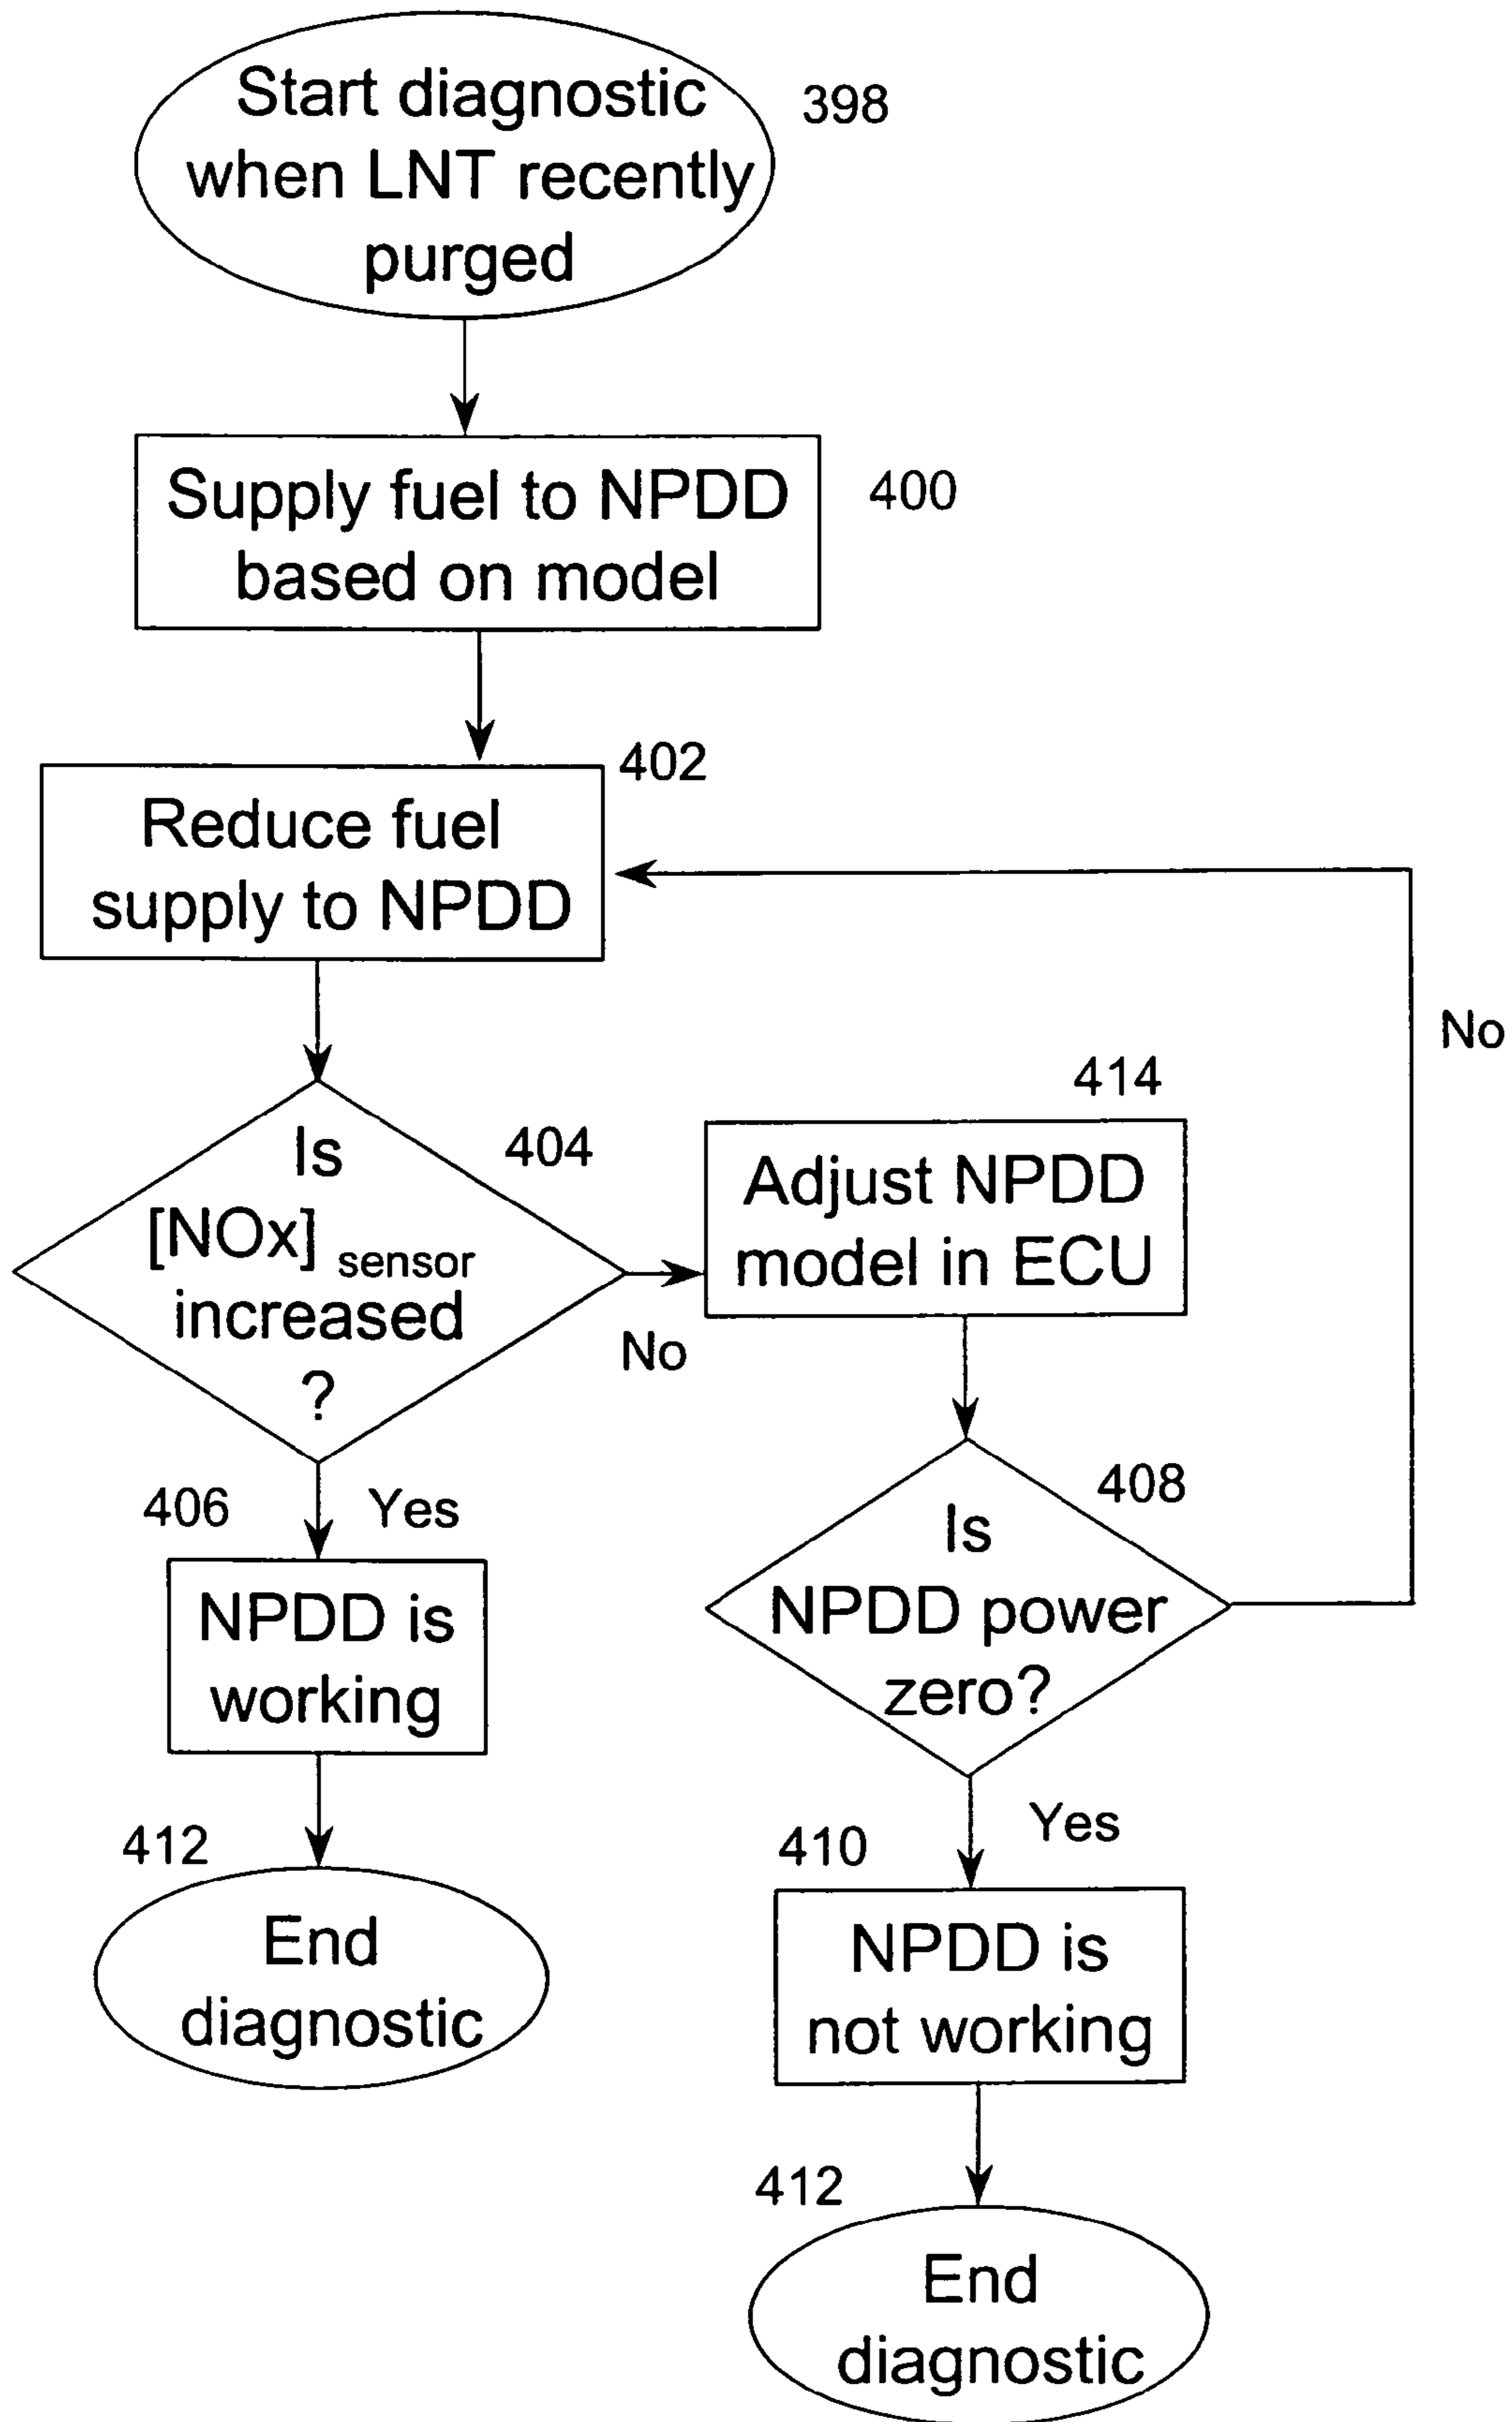 Start diagnostic
when LNT recently
purged
398
Supply fuel to NPDD
based on model
400
402
Reduce fuel
supply to NPDD
No
Is
[NOx] sensor
increased
?
404
No
414
Adjust NPDD
model in ECU
406
Yes
NPDD is
working
408
Is
NPDD power
zero?
412
End
diagnostic
Yes
410
NPDD is
not working
412
End
diagnostic